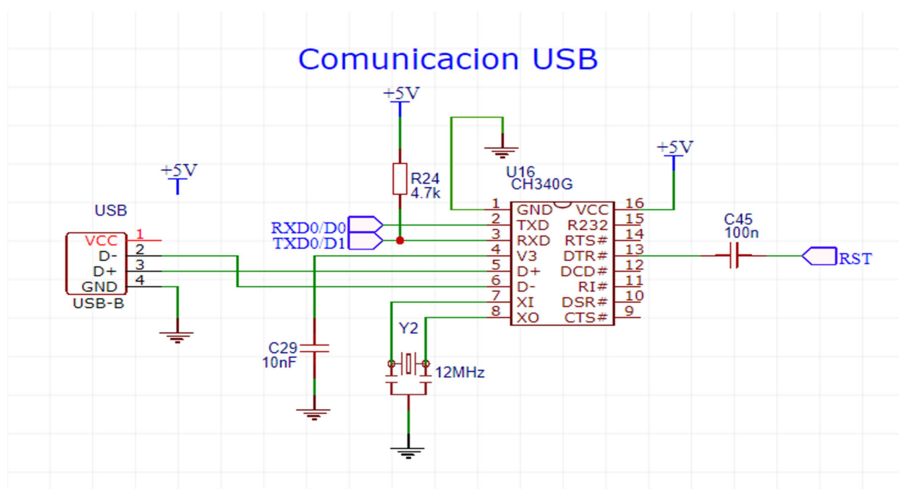 Comunicacion USB
+5V
+5V
+5V
USB
VCC 1
D- 2
D+ 3
GND 4
USB-B
R24
4.7k
RXD0/D0
TXD0/D1
U16
CH340G
1 GND VCC 16
2 TXD R232 15
3 RXD RTS# 14
4 V3 DTR# 13
5 D+ DCD# 12
6 D- RI# 11
7 XI DSR# 10
8 XO CTS# 9
C45
100n
RST
C29
10nF
Y2
12MHz